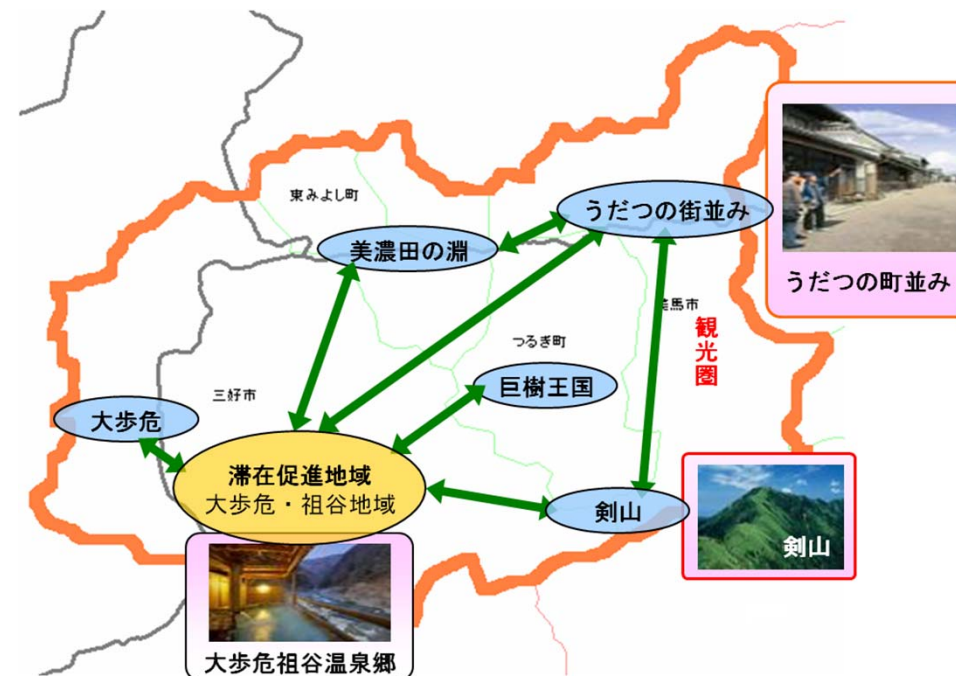 東みよし町
うだつの街並み
美濃田の淵
うだつの町並み
美馬市
観光圏
つるぎ町
巨樹王国
三好市
大歩危
滞在促進地域
大歩危・祖谷地域
剣山
剣山
大歩危祖谷温泉郷